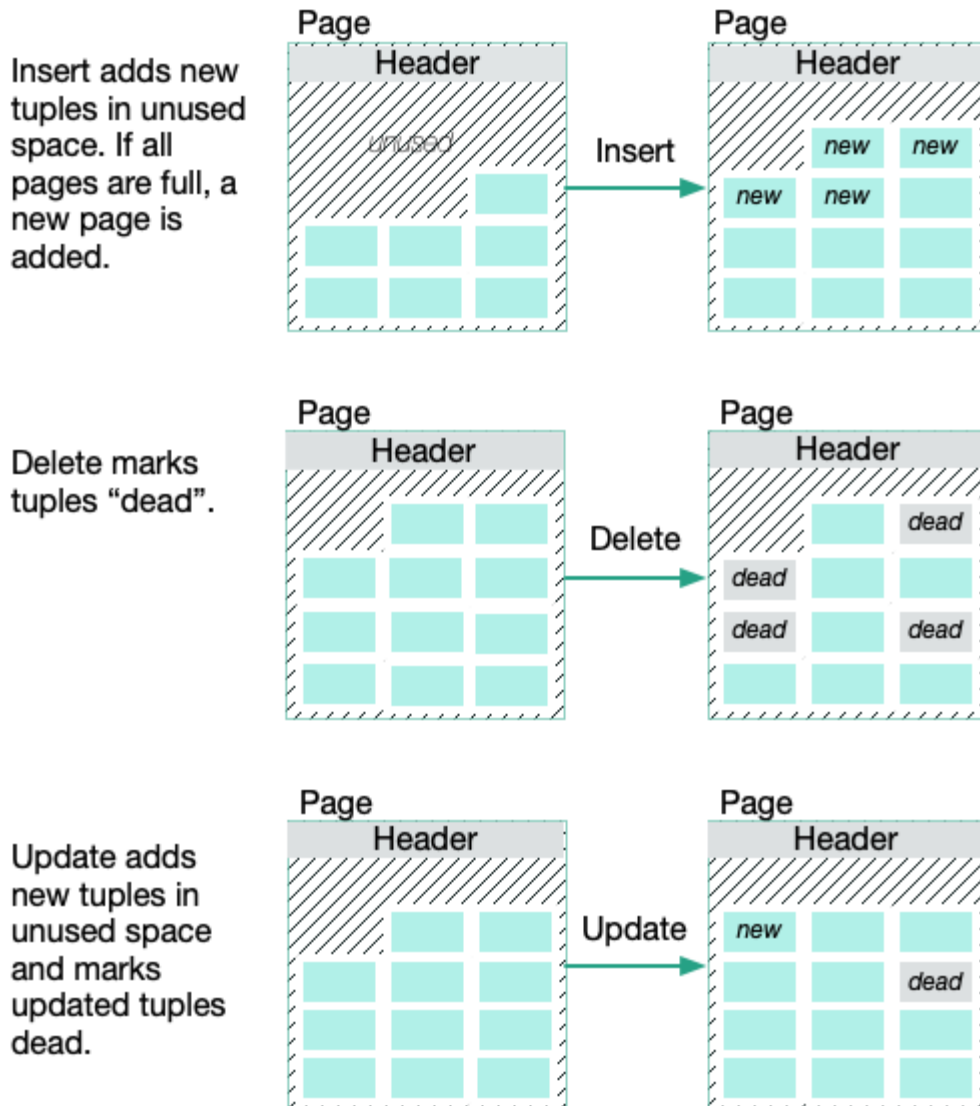 Insert adds new
tuples in unused
space. If all
pages are full, a
new page is
added.
Page
Header
unused
Insert
Page
Header
new new
new new
Delete marks
tuples “dead”.
Page
Header
Delete
Page
Header
dead
dead
dead dead
Update adds
new tuples in
unused space
and marks
updated tuples
dead.
Page
Header
Update
Page
Header
new
dead